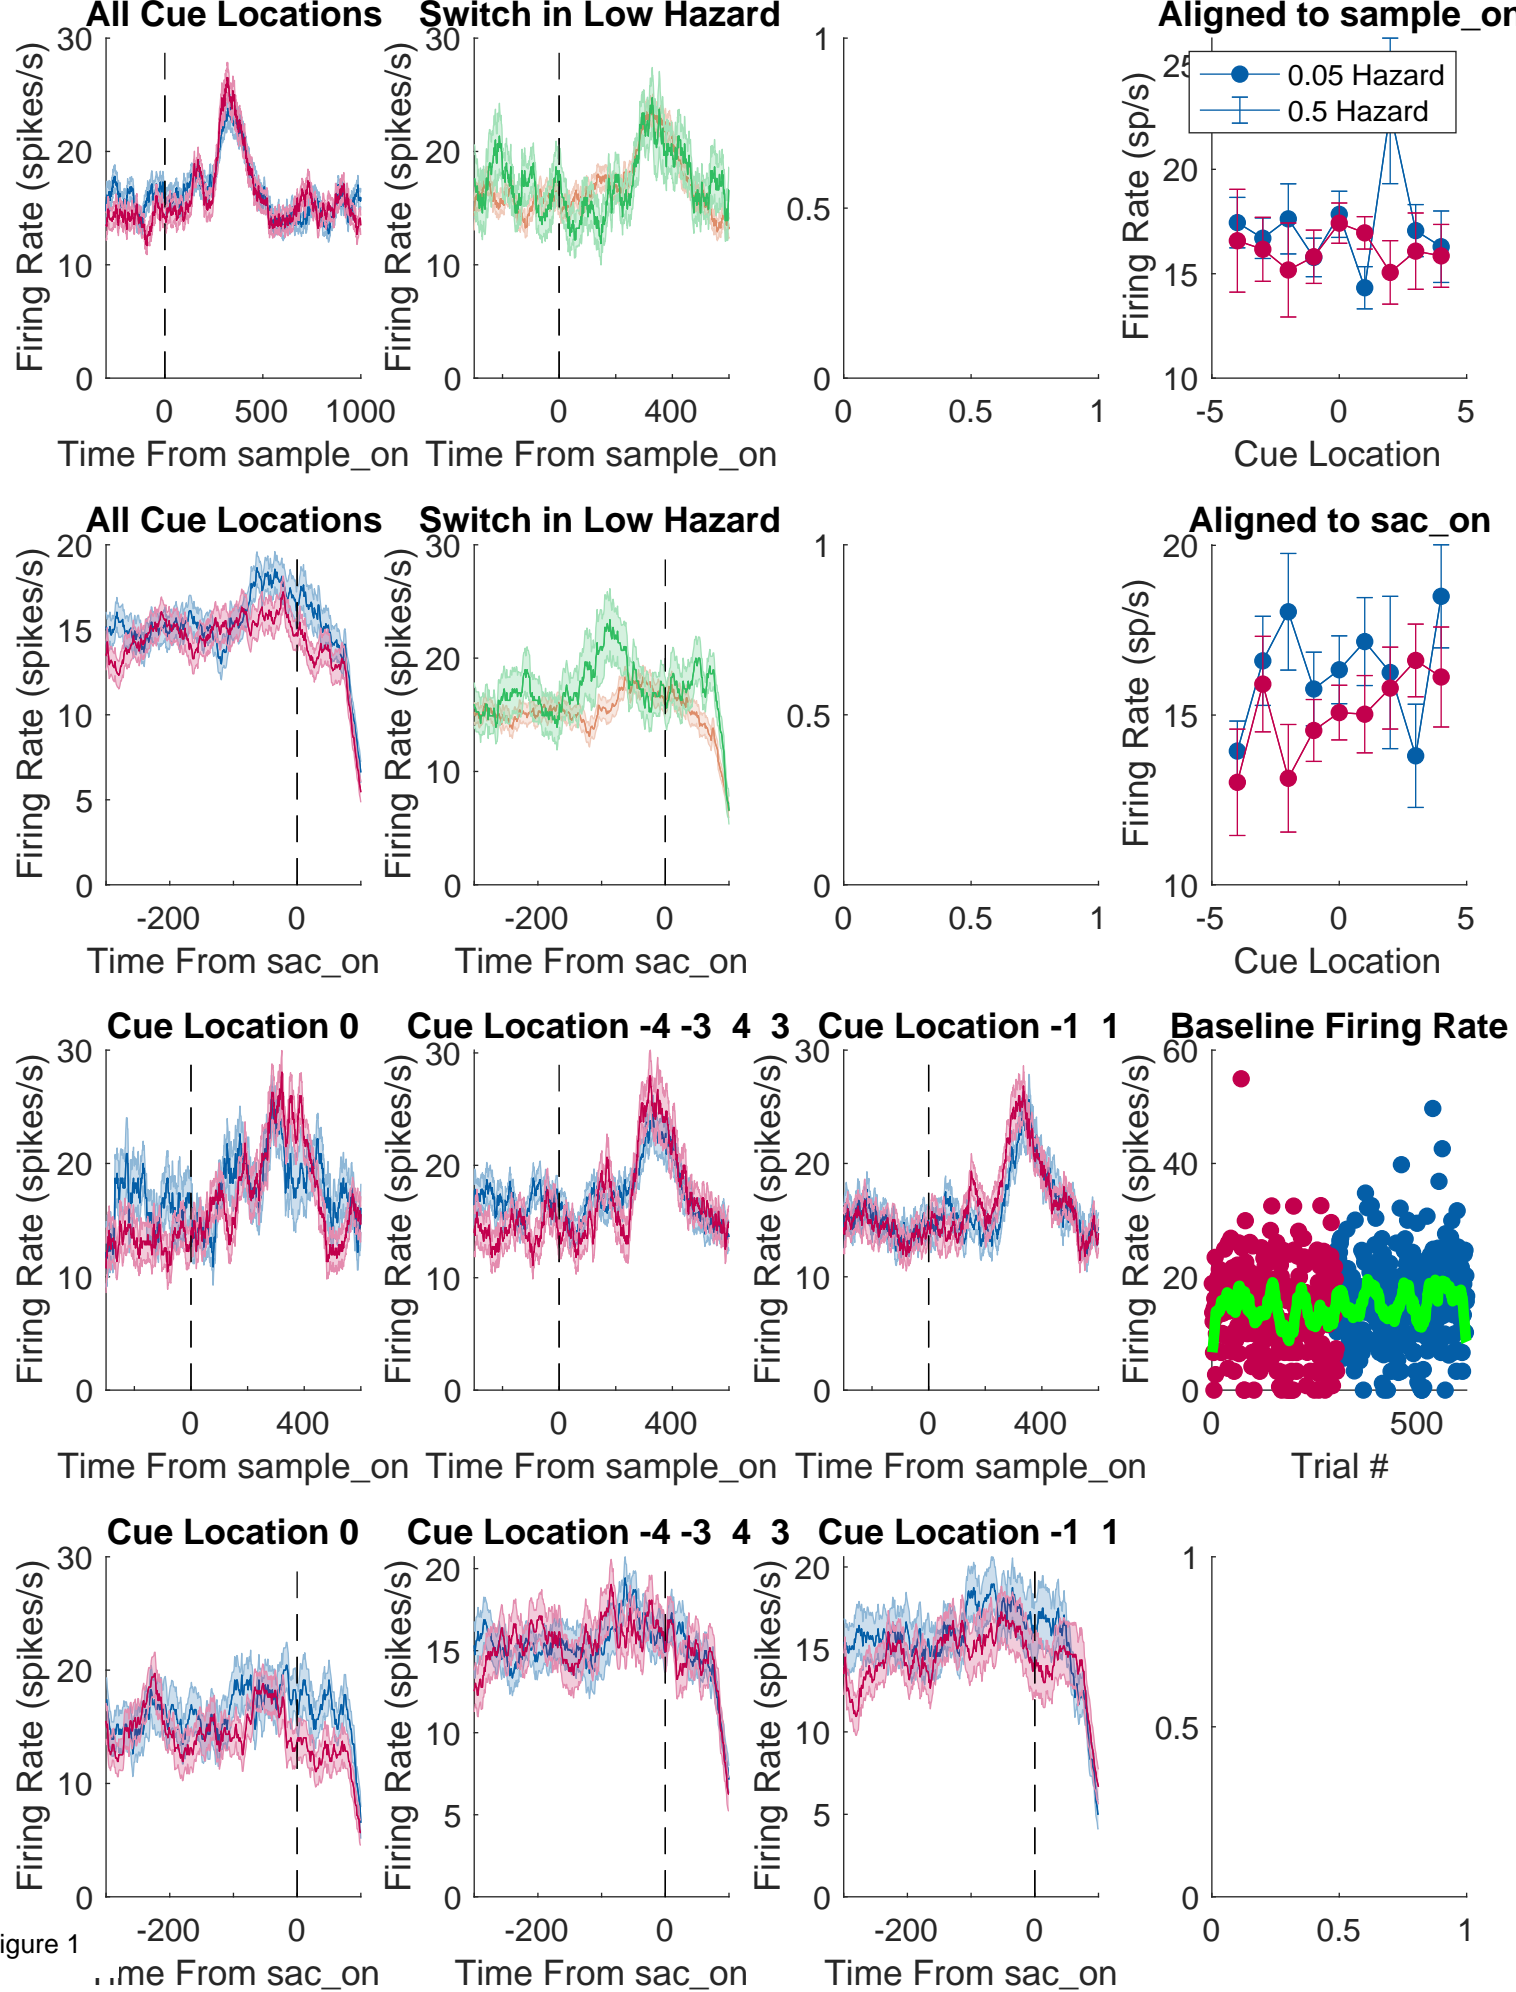 All Cue Locations
Firing Rate (spikes/s)
30
20
10
0
0 500 1000
Time From sample_on
Switch in Low Hazard
Firing Rate (spikes/s)
30
20
10
0
0 400
Time From sample_on
1
0.5
0
0 0.5 1
Aligned to sample_on
Firing Rate (sp/s)
25
20
15
10
-5 0 5
Cue Location
0.05 Hazard
0.5 Hazard
All Cue Locations
Firing Rate (spikes/s)
20
15
10
5
0
-200 0
Time From sac_on
Switch in Low Hazard
Firing Rate (spikes/s)
30
20
10
0
-200 0
Time From sac_on
1
0.5
0
0 0.5 1
Aligned to sac_on
Firing Rate (sp/s)
20
15
10
-5 0 5
Cue Location
Cue Location 0
Firing Rate (spikes/s)
30
20
10
0
0 400
Time From sample_on
Cue Location -4 -3 4 3
Firing Rate (spikes/s)
30
20
10
0
0 400
Time From sample_on
Cue Location -1 1
Firing Rate (spikes/s)
30
20
10
0
0 400
Time From sample_on
Baseline Firing Rate
Firing Rate (spikes/s)
60
40
20
0
0 500
Trial #
Cue Location 0
Firing Rate (spikes/s)
30
20
10
0
-200 0
Time From sac_on
Cue Location -4 -3 4 3
Firing Rate (spikes/s)
20
15
10
5
0
-200 0
Time From sac_on
Cue Location -1 1
Firing Rate (spikes/s)
20
15
10
5
0
-200 0
Time From sac_on
1
0.5
0
0 0.5 1
igure 1